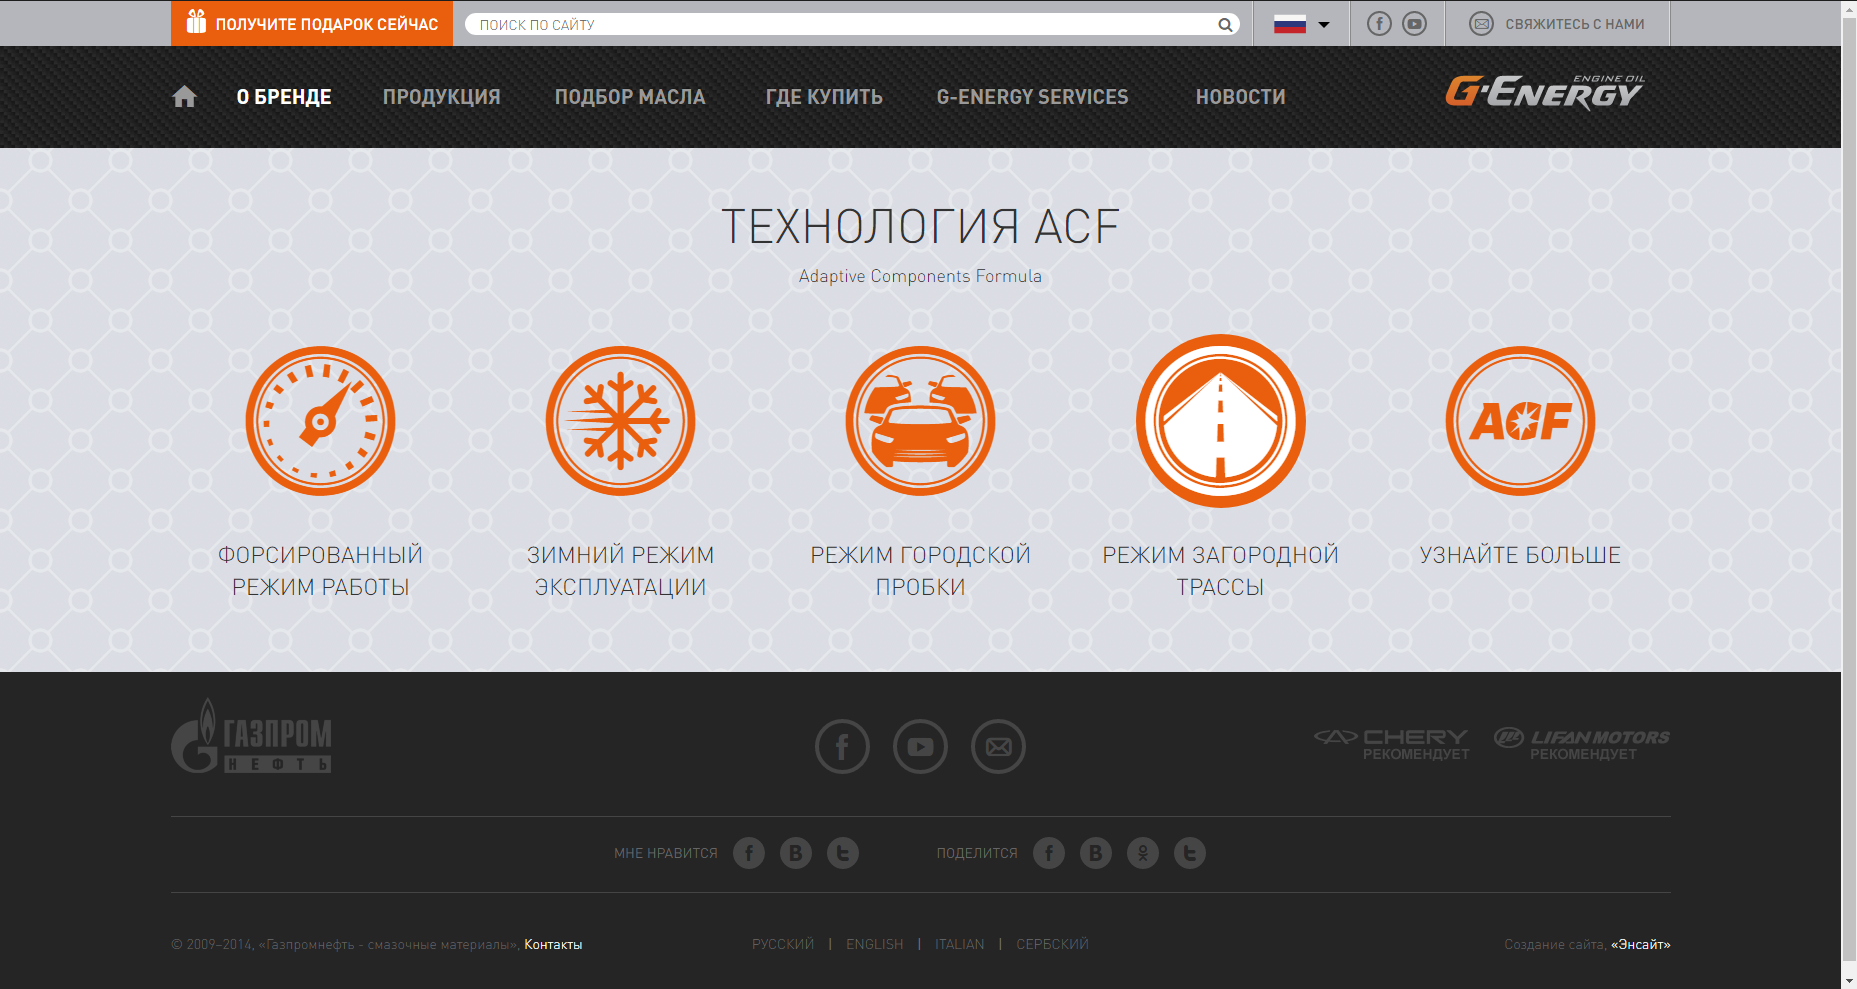 ПОЛУЧИТЕ ПОДАРОК СЕЙЧАС
ПОИСК ПО САЙТУ
СВЯЖИТЕСЬ С НАМИ
О БРЕНДЕ
ПРОДУКЦИЯ
ПОДБОР МАСЛА
ГДЕ КУПИТЬ
G-ENERGY SERVICES
НОВОСТИ
ENGINE OIL
G-ENERGY
ТЕХНОЛОГИЯ ACF
Adaptive Components Formula
ACF
ФОРСИРОВАННЫЙ
РЕЖИМ РАБОТЫ
ЗИМНИЙ РЕЖИМ
ЭКСПЛУАТАЦИИ
РЕЖИМ ГОРОДСКОЙ
ПРОБКИ
РЕЖИМ ЗАГОРОДНОЙ
ТРАССЫ
УЗНАЙТЕ БОЛЬШЕ
ГАЗПРОМ
НЕФТЬ
CHERY
РЕКОМЕНДУЕТ
LIFAN MOTORS
РЕКОМЕНДУЕТ
МНЕ НРАВИТСЯ
ПОДЕЛИТСЯ
© 2009–2014, «Газпромнефть - смазочные материалы», Контакты
РУССКИЙ | ENGLISH | ITALIAN | СЕРБСКИЙ
Создание сайта, «Энсайт»